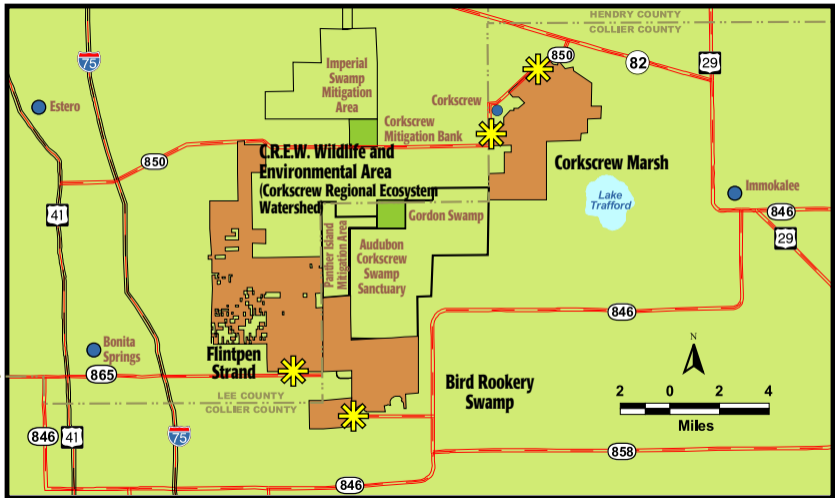 HENDRY COUNTY
COLLIER COUNTY
75
850
82
29
Imperial
Swamp
Mitigation
Area
Estero
Corkscrew
Corkscrew
Mitigation Bank
C.R.E.W. Wildlife and
Environmental Area
(Corkscrew Regional Ecosystem
Watershed)
850
Corkscrew Marsh
Lake
Trafford
Immokalee
846
29
41
Gordon Swamp
Panther Island
Mitigation Area
Audubon
Corkscrew
Swamp
Sanctuary
846
Bonita
Springs
Flintpen
Strand
865
LEE COUNTY
COLLIER COUNTY
Bird Rookery
Swamp
N
2 0 2 4
Miles
846
41
75
858
846